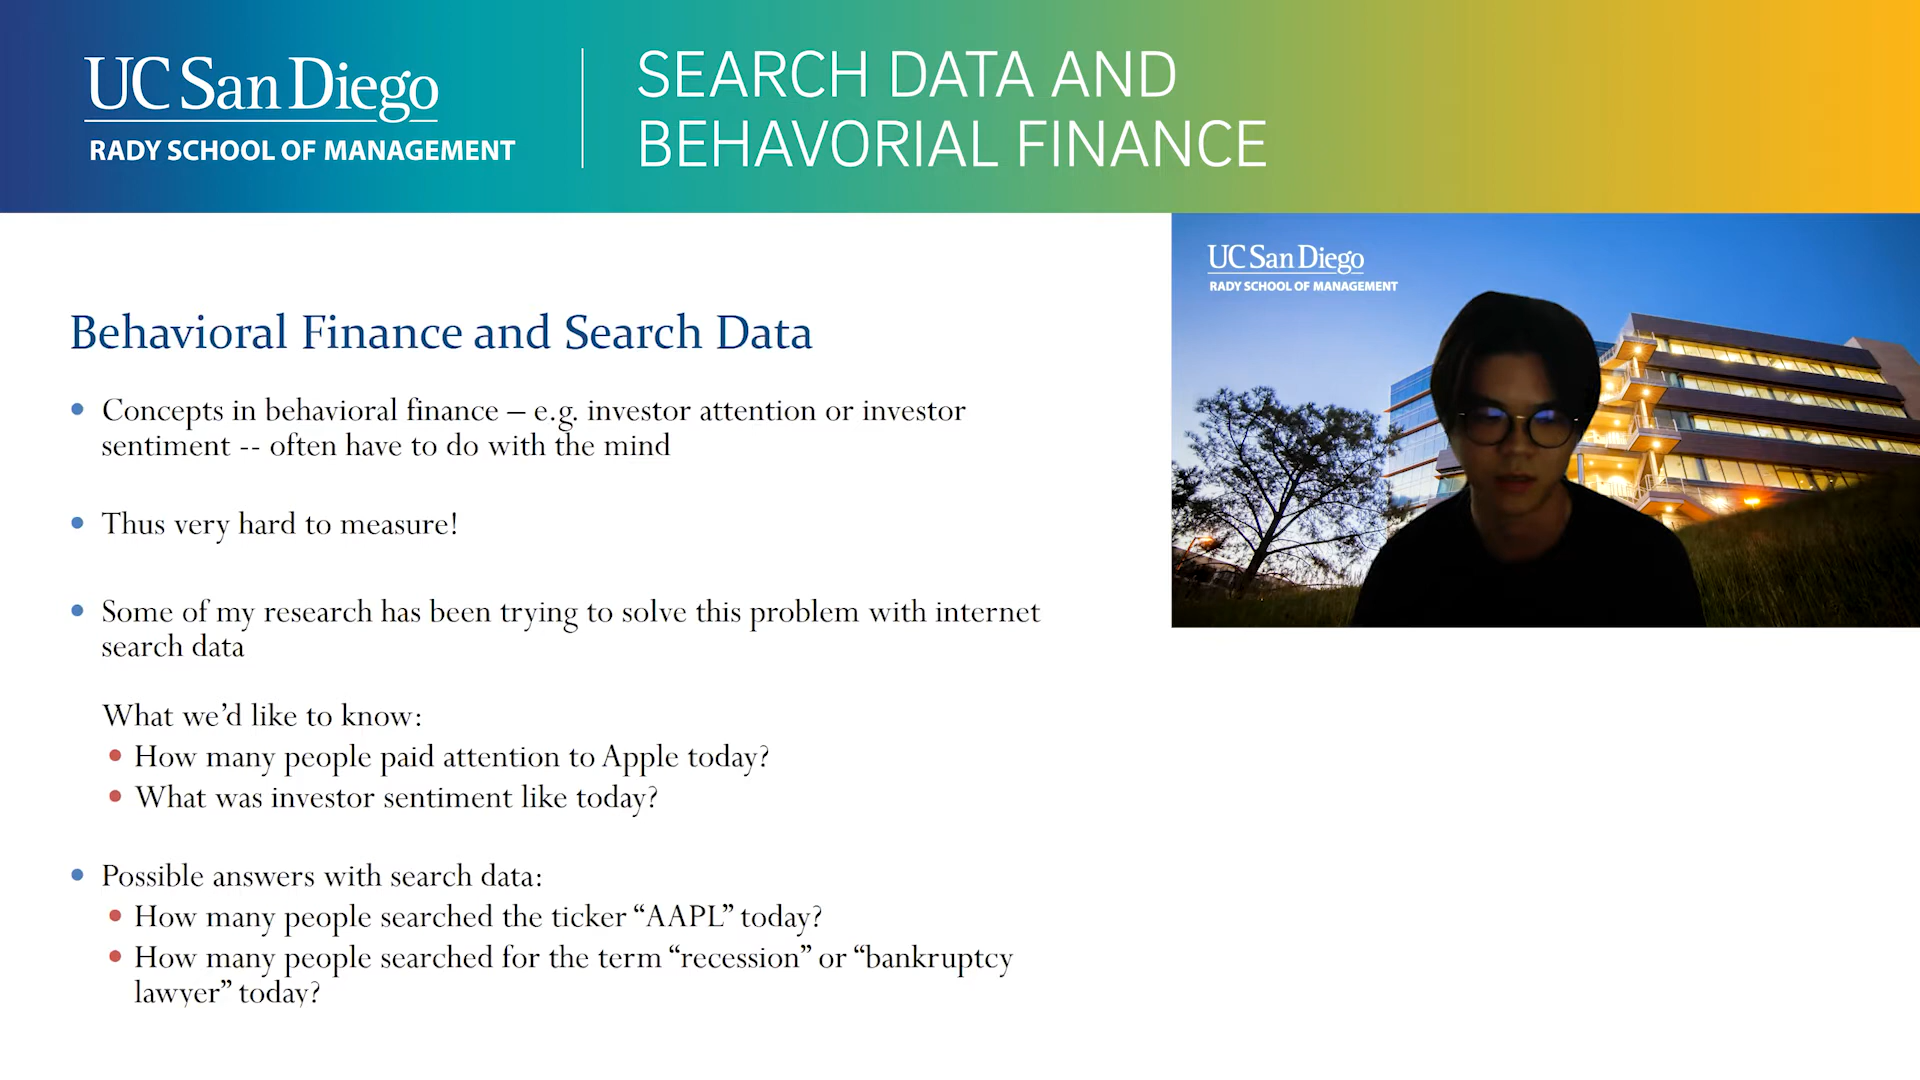 UC San Diego
RADY SCHOOL OF MANAGEMENT
SEARCH DATA AND
BEHAVORIAL FINANCE
UC San Diego
RADY SCHOOL OF MANAGEMENT
Behavioral Finance and Search Data
• Concepts in behavioral finance – e.g. investor attention or investor
sentiment -- often have to do with the mind
• Thus very hard to measure!
• Some of my research has been trying to solve this problem with internet
search data
What we’d like to know:
• How many people paid attention to Apple today?
• What was investor sentiment like today?
• Possible answers with search data:
• How many people searched the ticker “AAPL” today?
• How many people searched for the term “recession” or “bankruptcy
lawyer” today?